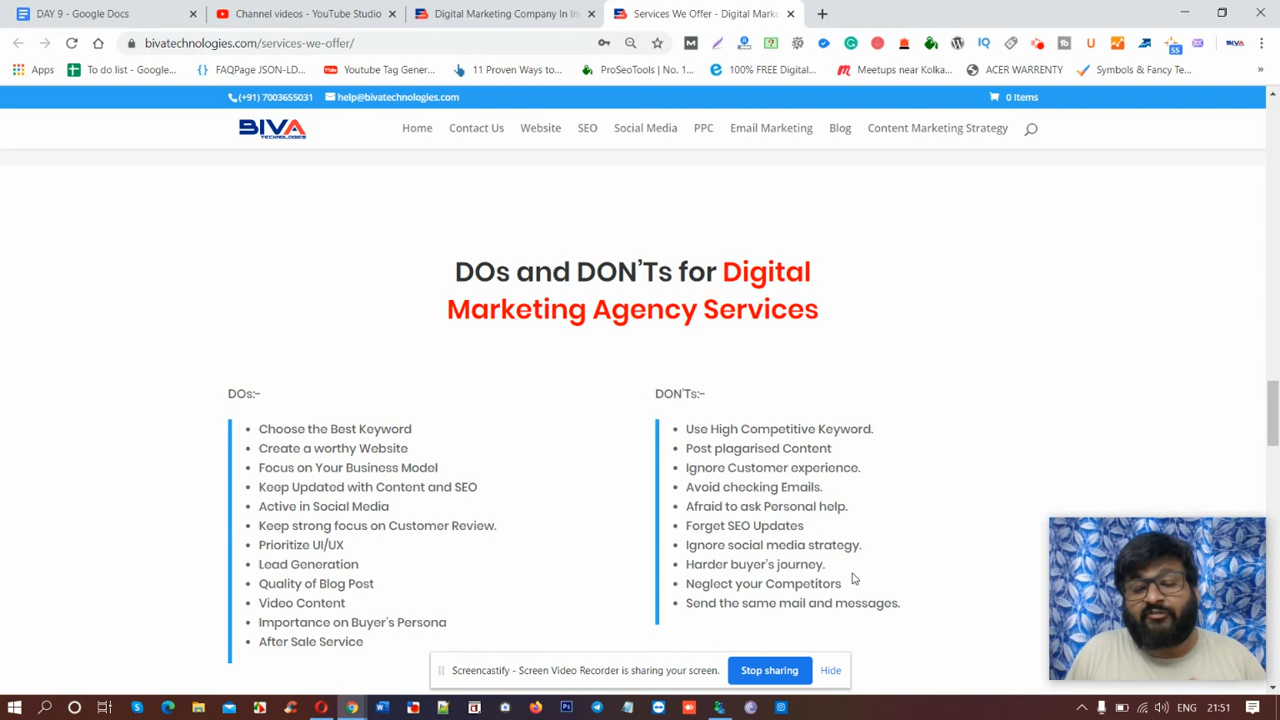 DAY 9 - Google Docs
Channel videos - YouTube Studio
Digital Marketing Company In In
Services We Offer - Digital Marke
bivatechnologies.com/services-we-offer/
Apps
To do list - Google...
FAQPage JSON-LD...
Youtube Tag Gener...
11 Proven Ways to...
ProSeoTools | No. 1...
100% FREE Digital...
Meetups near Kolka...
ACER WARRENTY
Symbols & Fancy Te...
(+91) 7003655031
help@bivatechnologies.com
0 Items
BIVA
TECHNOLOGIES
Home
Contact Us
Website
SEO
Social Media
PPC
Email Marketing
Blog
Content Marketing Strategy
DOs and DON'Ts for Digital
Marketing Agency Services
DOs:-
Choose the Best Keyword
Create a worthy Website
Focus on Your Business Model
Keep Updated with Content and SEO
Active in Social Media
Keep strong focus on Customer Review.
Prioritize UI/UX
Lead Generation
Quality of Blog Post
Video Content
Importance on Buyer's Persona
After Sale Service
DON'Ts:-
Use High Competitive Keyword.
Post plagarised Content
Ignore Customer experience.
Avoid checking Emails.
Afraid to ask Personal help.
Forget SEO Updates
Ignore social media strategy.
Harder buyer's journey.
Neglect your Competitors
Send the same mail and messages.
Screencastify - Screen Video Recorder is sharing your screen.
Stop sharing
Hide
ENG
21:51